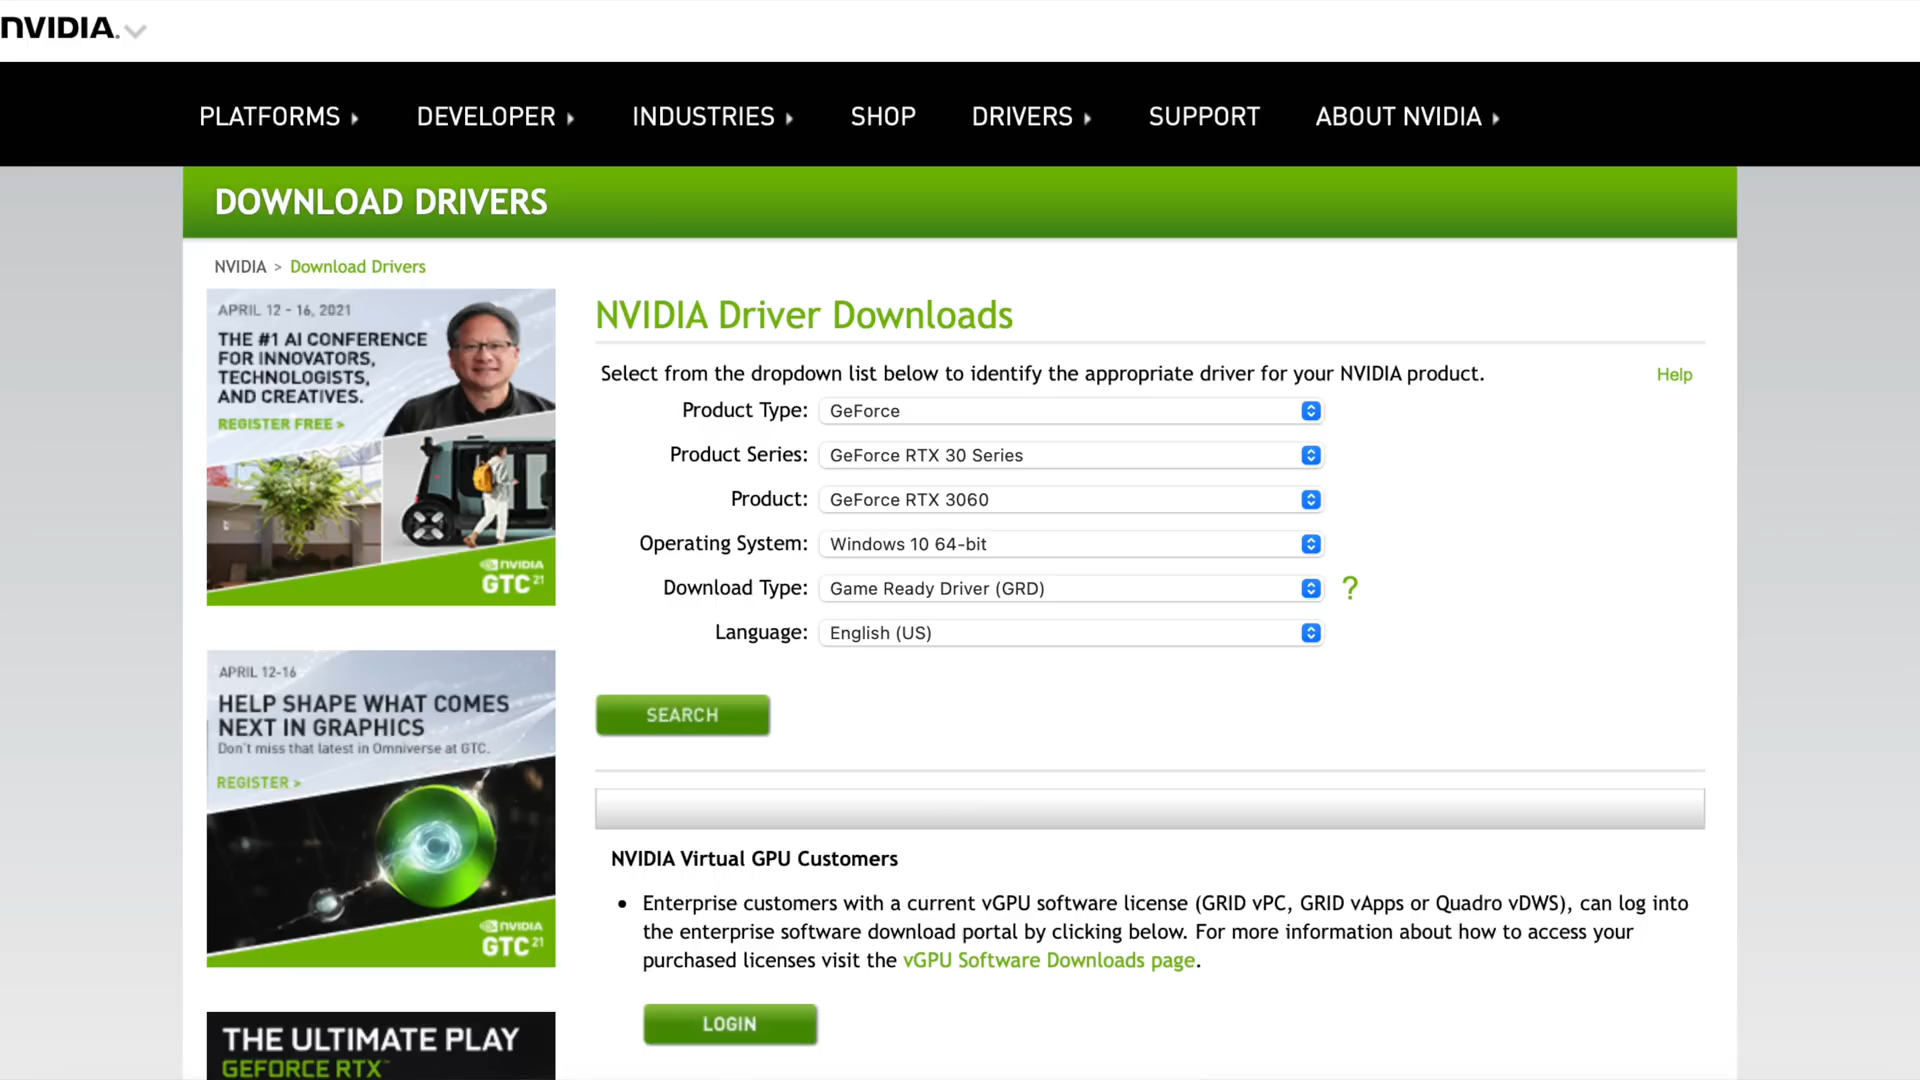 NVIDIA.
PLATFORMS DEVELOPER INDUSTRIES SHOP DRIVERS SUPPORT ABOUT NVIDIA
DOWNLOAD DRIVERS
NVIDIA > Download Drivers
APRIL 12 - 16, 2021
THE #1 AI CONFERENCE
FOR INNOVATORS,
TECHNOLOGISTS,
AND CREATIVES.
REGISTER FREE >
NVIDIA
GTC 21
APRIL 12-16
HELP SHAPE WHAT COMES
NEXT IN GRAPHICS
Don't miss that latest in Omniverse at GTC.
REGISTER >
NVIDIA
GTC 21
THE ULTIMATE PLAY
GEFORCE RTX™
NVIDIA Driver Downloads
Select from the dropdown list below to identify the appropriate driver for your NVIDIA product. Help
Product Type: GeForce
Product Series: GeForce RTX 30 Series
Product: GeForce RTX 3060
Operating System: Windows 10 64-bit
Download Type: Game Ready Driver (GRD) ?
Language: English (US)
SEARCH
NVIDIA Virtual GPU Customers
• Enterprise customers with a current vGPU software license (GRID vPC, GRID vApps or Quadro vDWS), can log into
the enterprise software download portal by clicking below. For more information about how to access your
purchased licenses visit the vGPU Software Downloads page.
LOGIN